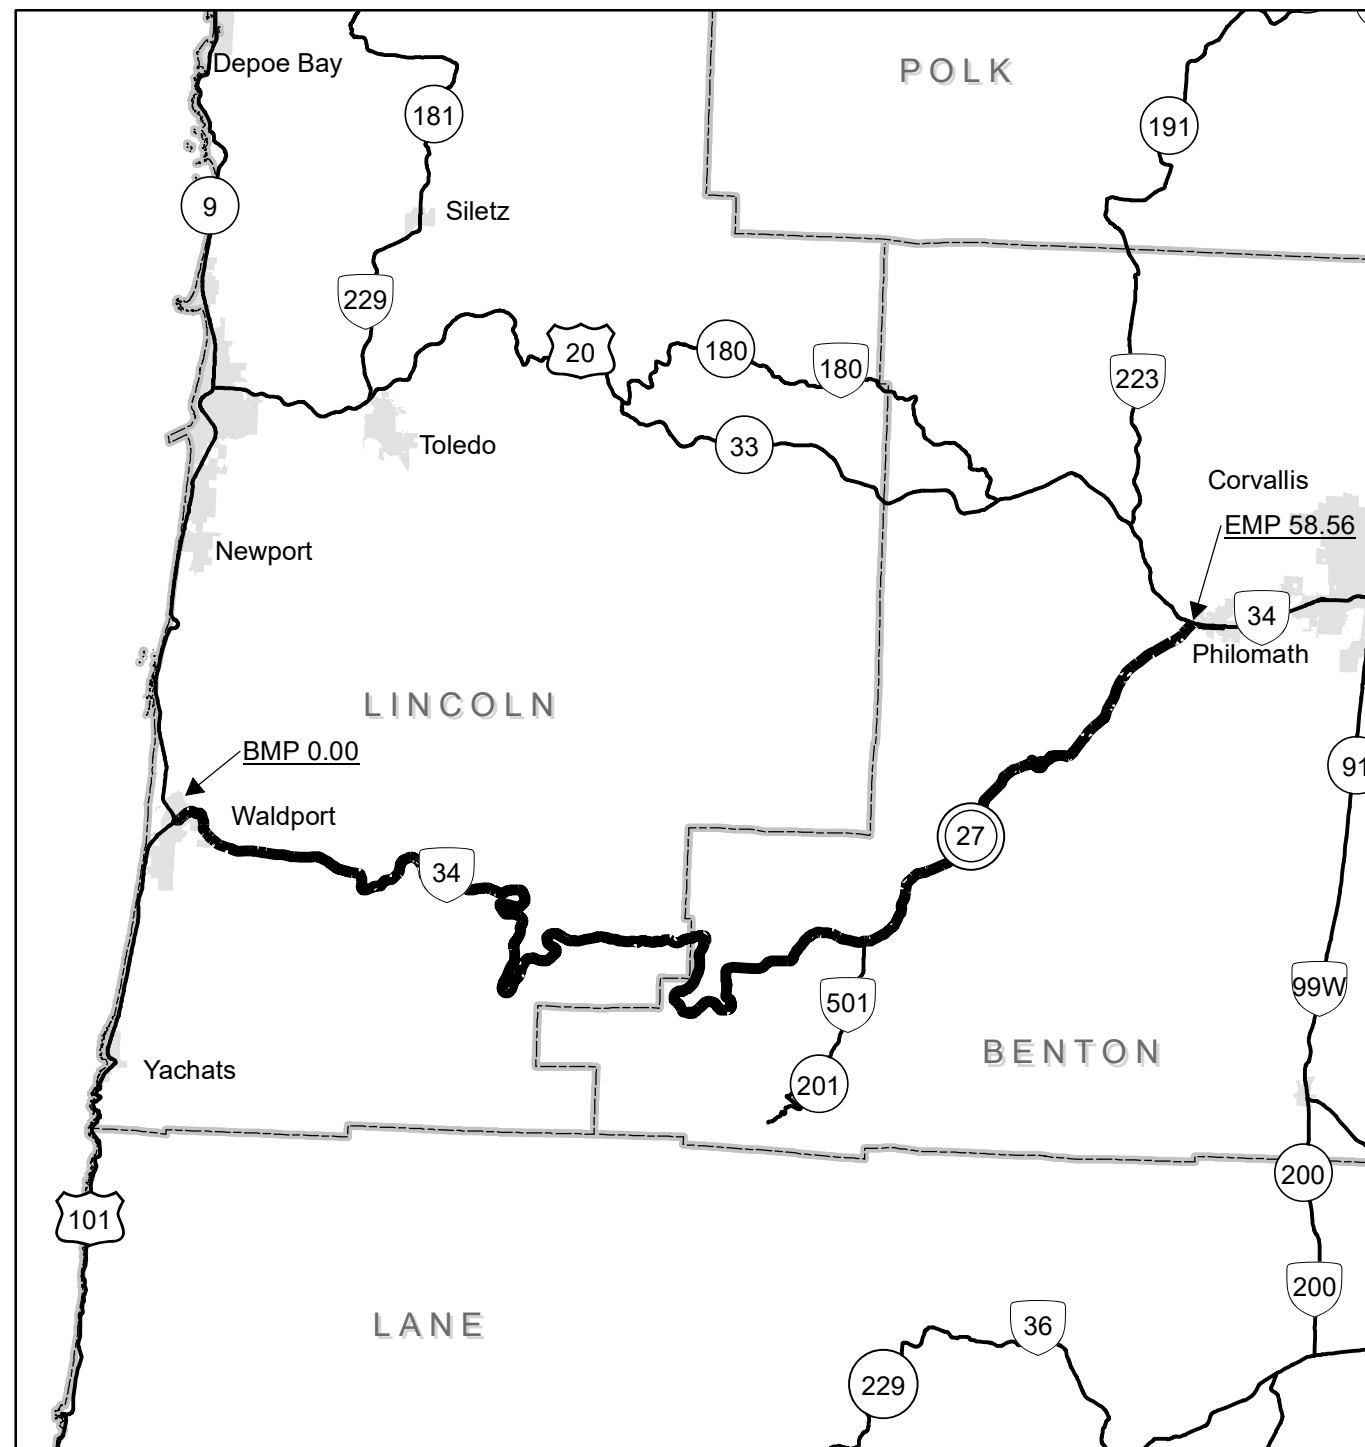 Depoe Bay
POLK
181
191
9
Siletz
229
20
180
180
223
33
Toledo
Corvallis
EMP 58.56
Newport
34
Philomath
LINCOLN
BMP 0.00
91
Waldport
27
34
99W
501
BENTON
Yachats
201
200
101
200
LANE
36
229